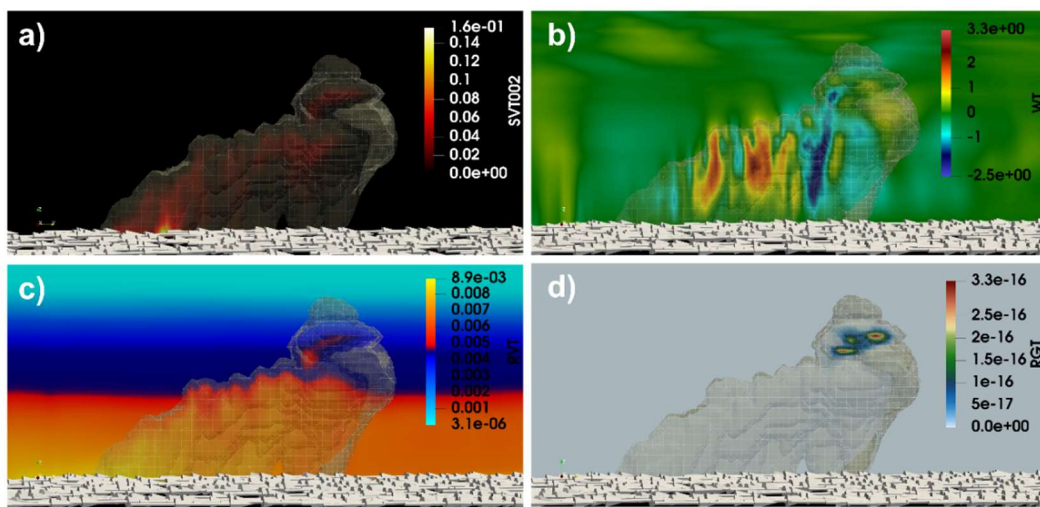 a)
1.6e-01
0.14
0.12
0.1
0.08
0.06
0.04
0.02
0.0e+00
SVT002
b)
3.3e+00
2
1
0
-1
-2.5e+00
WT
c)
8.9e-03
0.008
0.007
0.006
0.005
0.004
0.003
0.002
0.001
3.1e-06
RVT
d)
3.3e-16
2.5e-16
2e-16
1.5e-16
1e-16
5e-17
0.0e+00
RGT